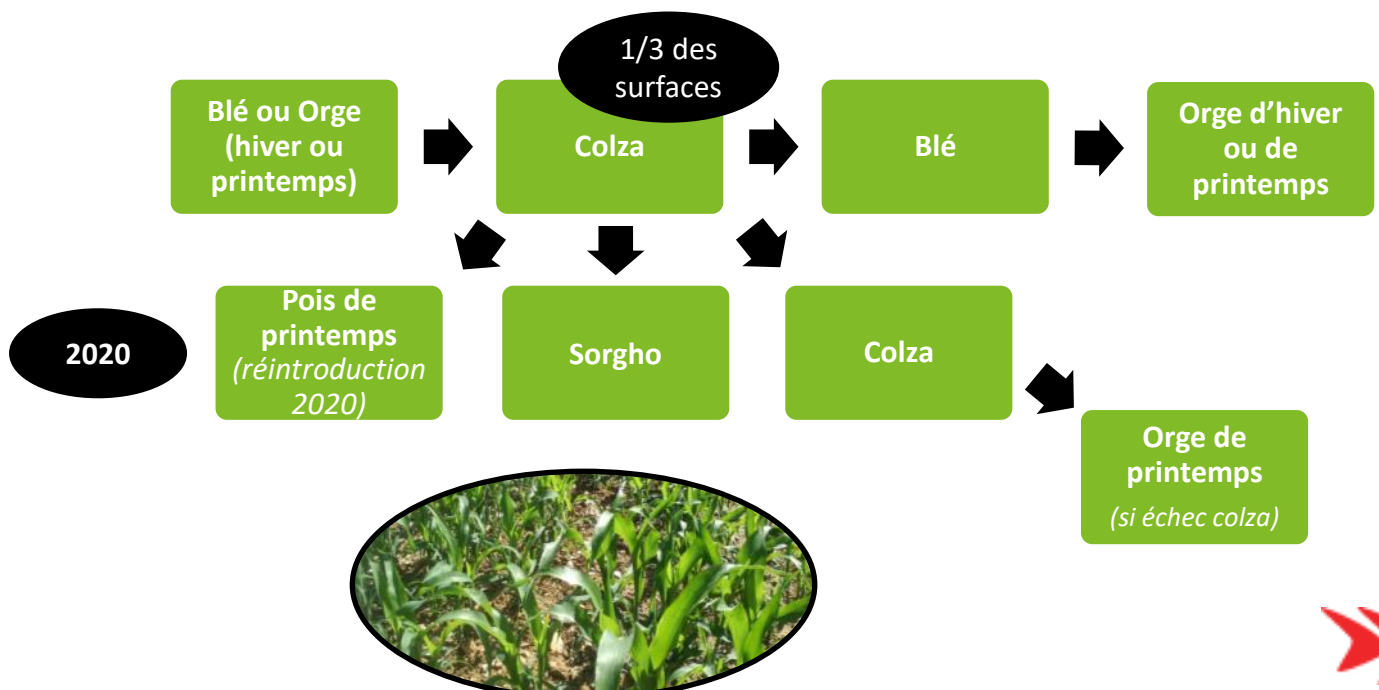 1/3 des
surfaces
Blé ou Orge
(hiver ou
printemps)
Colza
Blé
Orge d’hiver
ou de
printemps
2020
Pois de
printemps
(réintroduction
2020)
Sorgho
Colza
Orge de
printemps
(si échec colza)